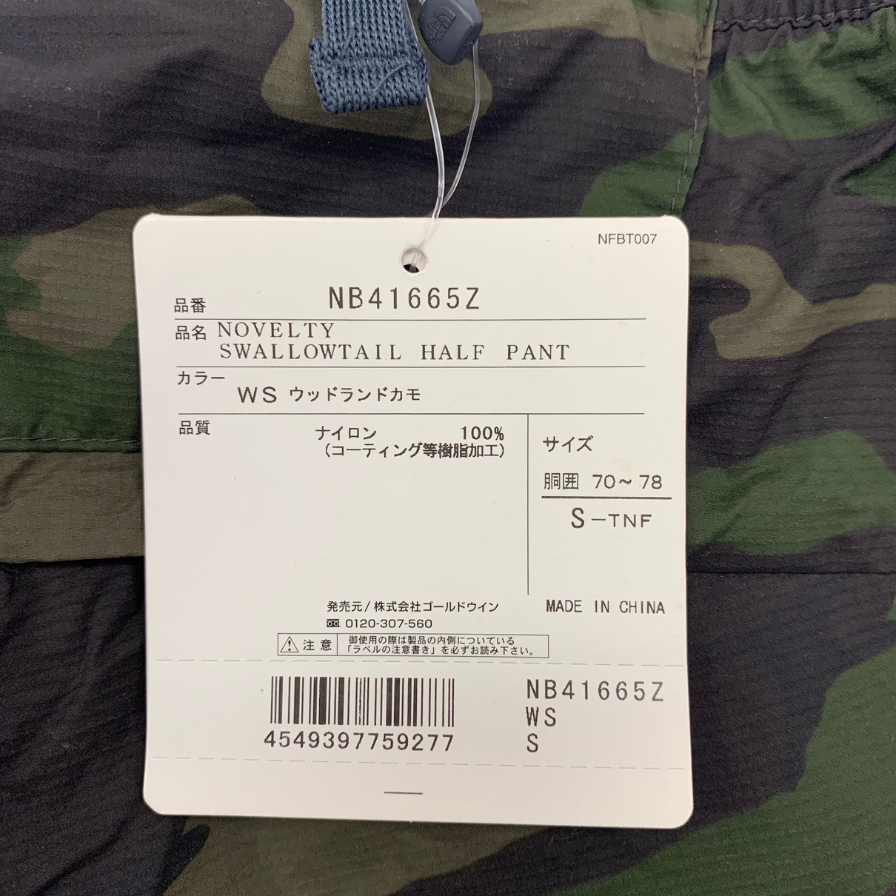 NFBT007
品番 NB41665Z
品名 NOVELTY
SWALLOWTAIL HALF PANT
カラー
WS ウッドランドカモ
品質 ナイロン 100%
(コーティング等樹脂加工)
サイズ
胴囲 70~78
S-TNF
発売元/株式会社ゴールドウイン
0120-307-560
MADE IN CHINA
注意 御使用の際は製品の内側についている
「ラベルの注意書き」を必ずお読み下さい。
4549397759277
NB41665Z
WS
S